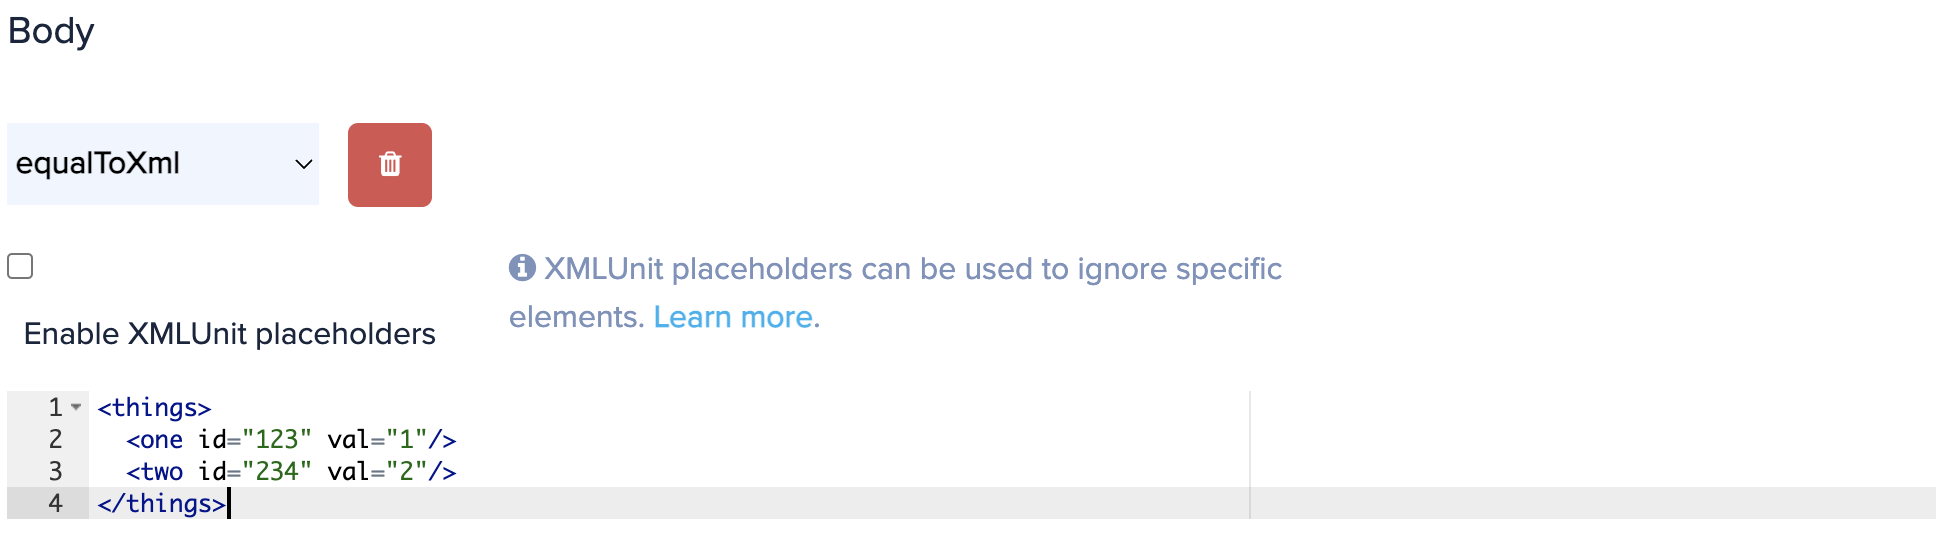 Body
equalToXml
XMLUnit placeholders can be used to ignore specific
elements. Learn more.
Enable XMLUnit placeholders
1 <things>
2   <one id="123" val="1"/>
3   <two id="234" val="2"/>
4 </things>